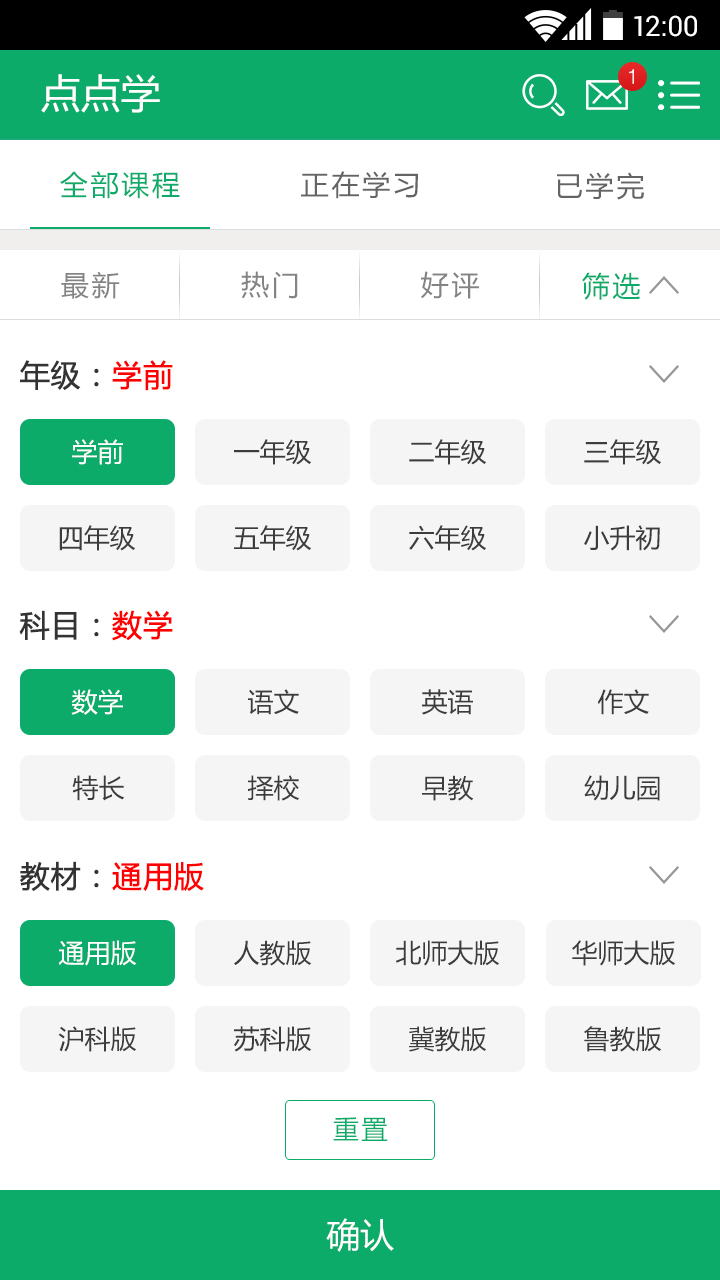 12:00
点点学 1
全部课程 正在学习 已学完
最新 热门 好评 筛选
年级：学前
学前 一年级 二年级 三年级
四年级 五年级 六年级 小升初
科目：数学
数学 语文 英语 作文
特长 择校 早教 幼儿园
教材：通用版
通用版 人教版 北师大版 华师大版
沪科版 苏科版 冀教版 鲁教版
重置
确认